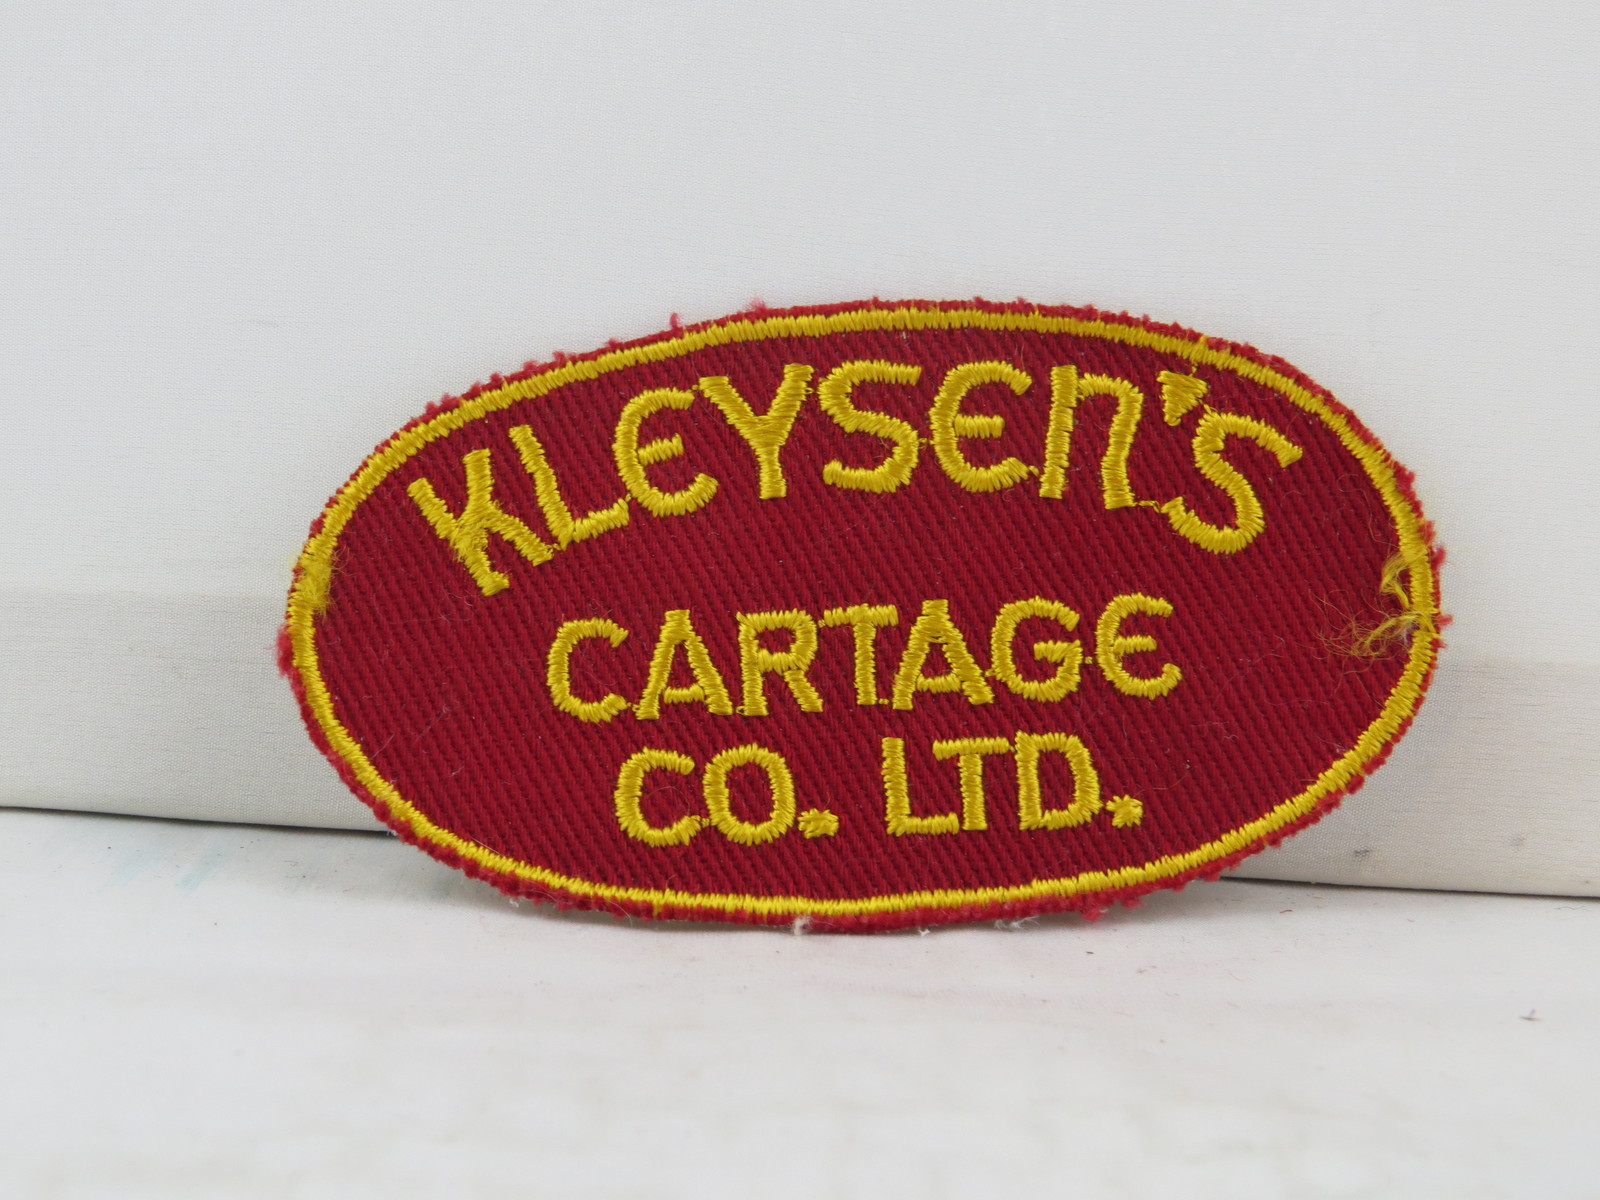 KLEYSEN'S
CARTAGE
CO. LTD.